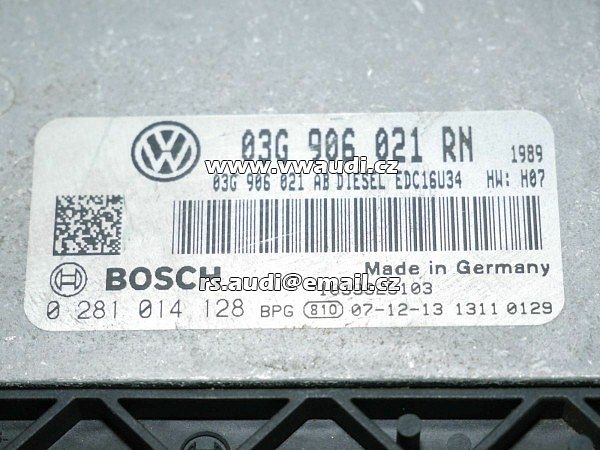 03G 906 021 RN 1989
www.vwaudi.cz
03G 906 021 AB DIESEL EDC16U34 HW: H07
BOSCH Made in Germany
rs.audi@email.cz
0 281 014 128 BPG 810 07-12-13 1311 0129